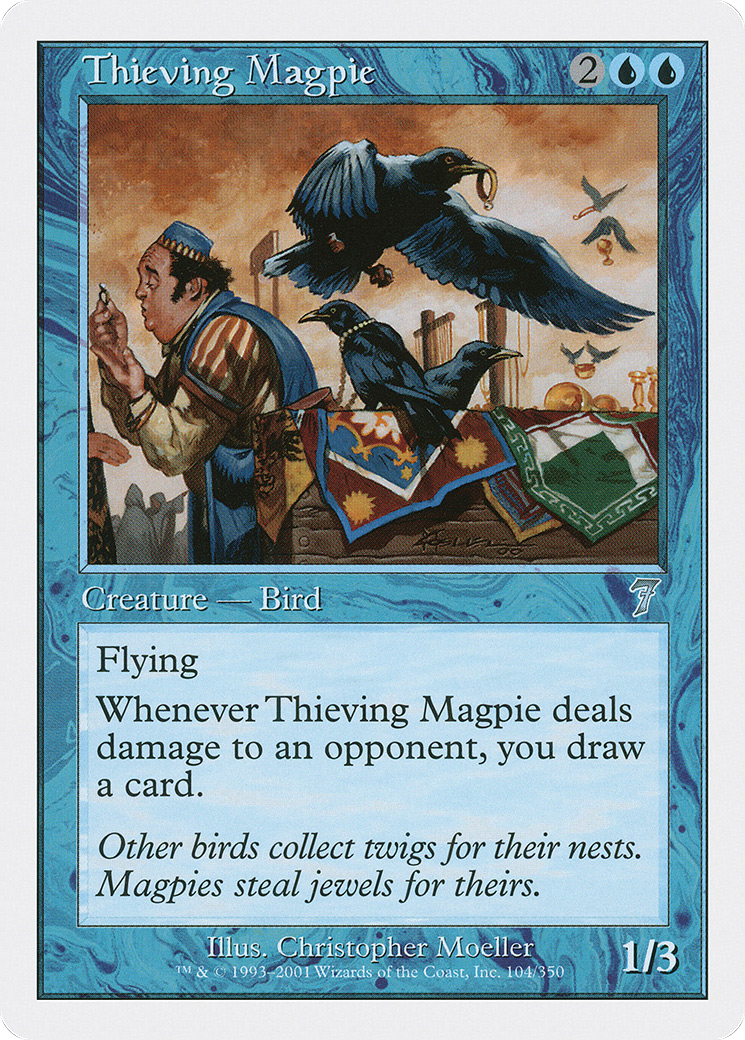 Thieving Magpie 2
Creature — Bird 7
Flying
Whenever Thieving Magpie deals
damage to an opponent, you draw
a card.
Other birds collect twigs for their nests.
Magpies steal jewels for theirs.
Illus. Christopher Moeller
1/3
™ & © 1993–2001 Wizards of the Coast, Inc. 104/350